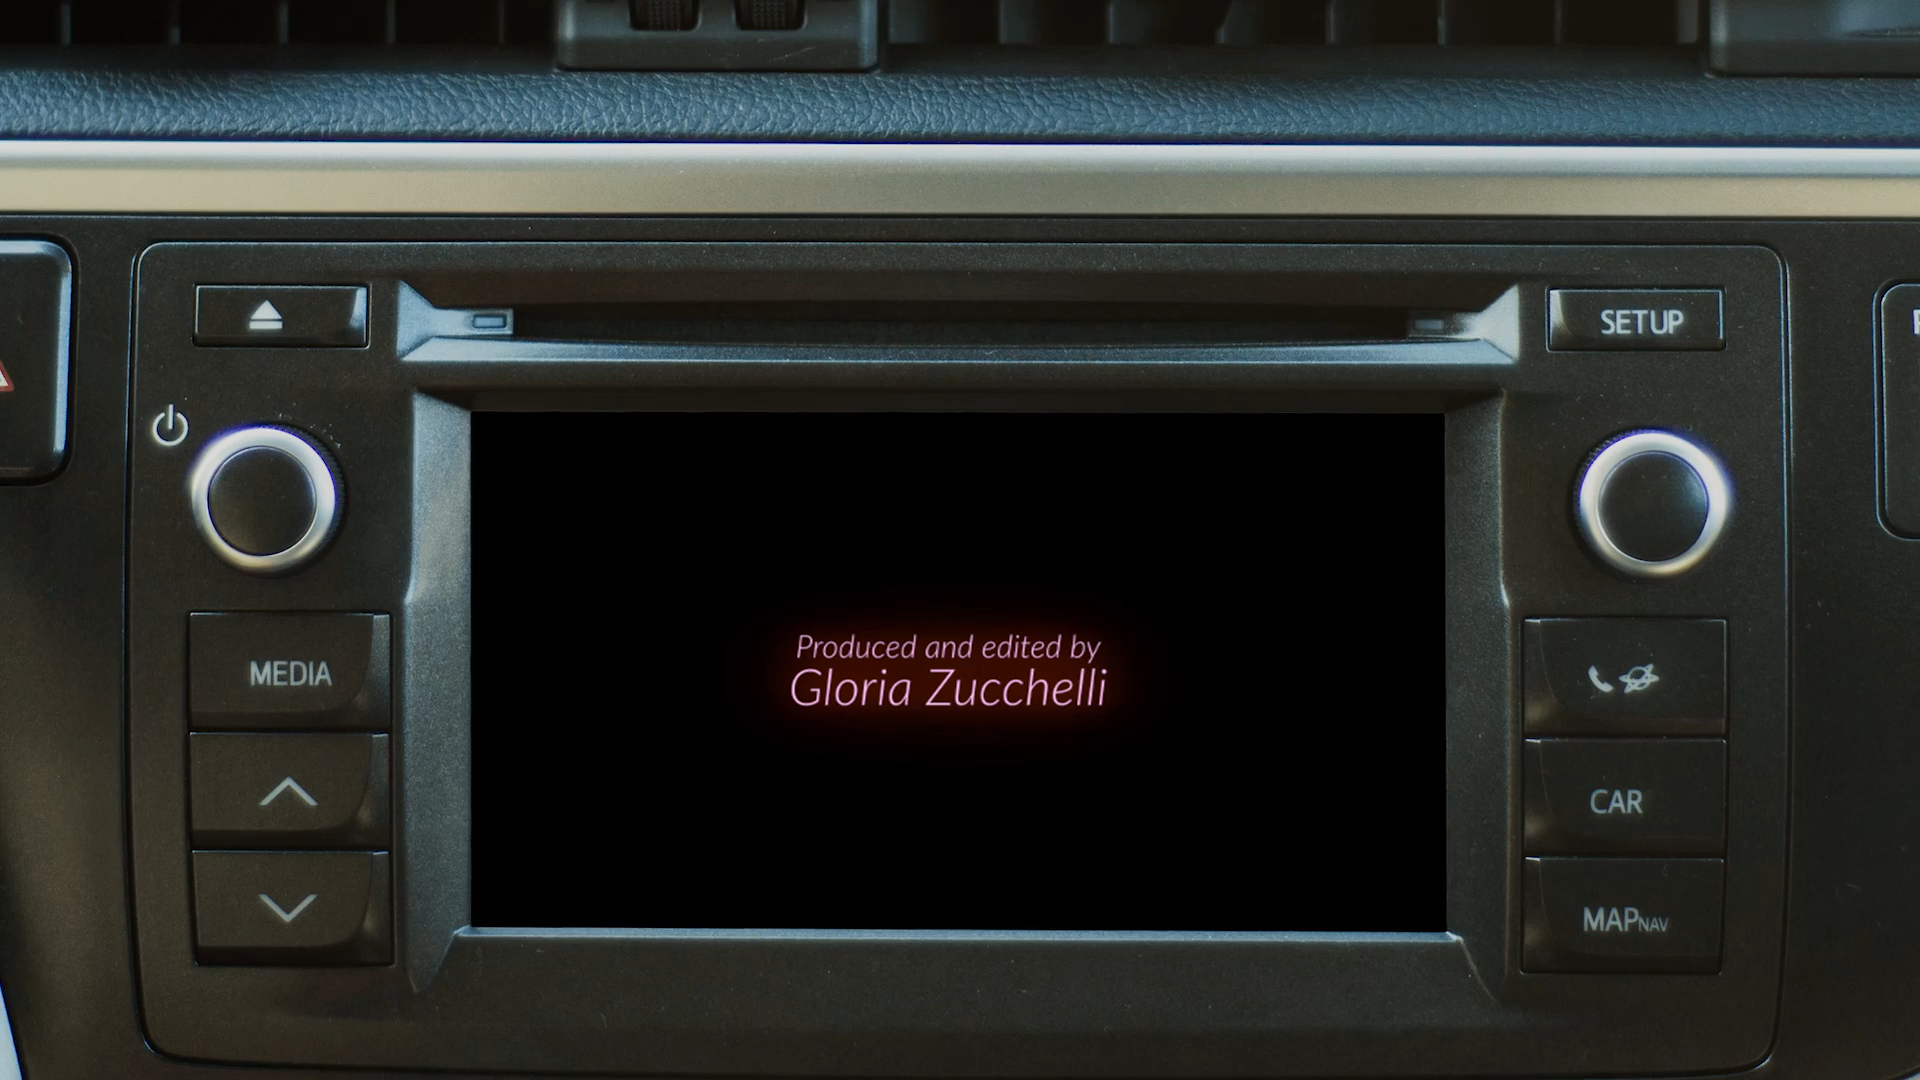 SETUP
Produced and edited by
Gloria Zucchelli
MEDIA
CAR
MAPNAV